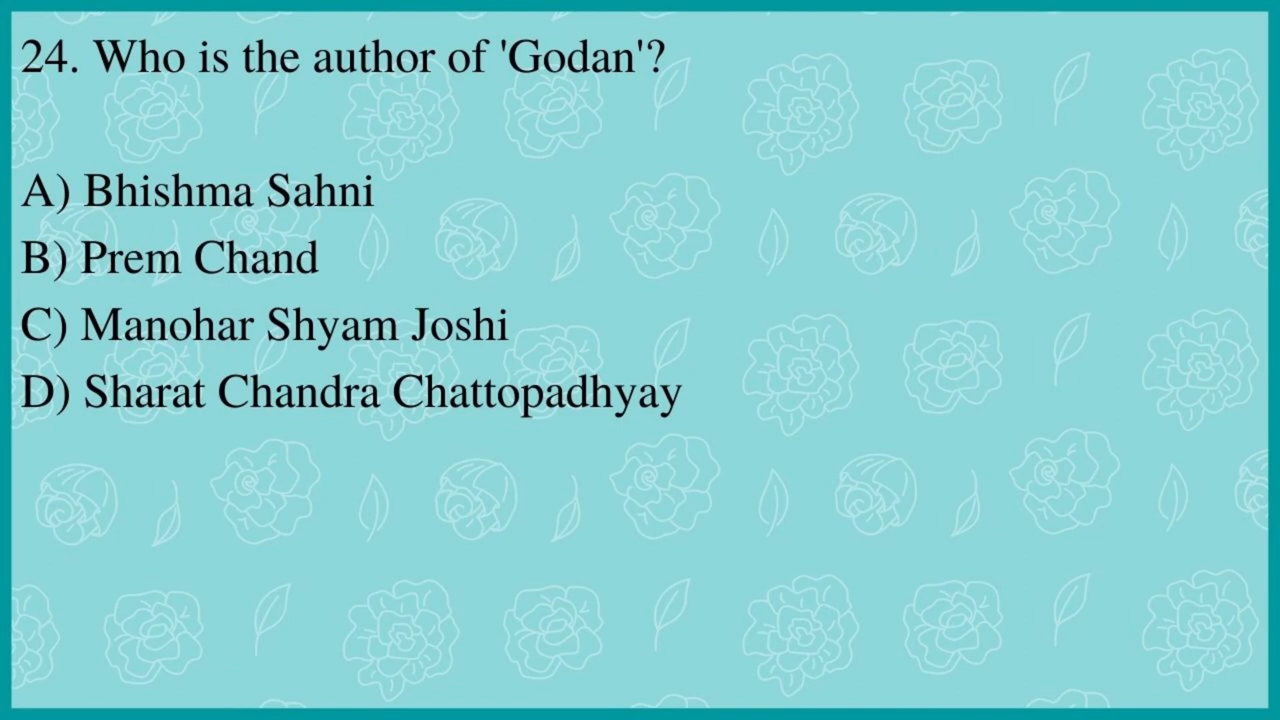 24. Who is the author of 'Godan'?
A) Bhishma Sahni
B) Prem Chand
C) Manohar Shyam Joshi
D) Sharat Chandra Chattopadhyay